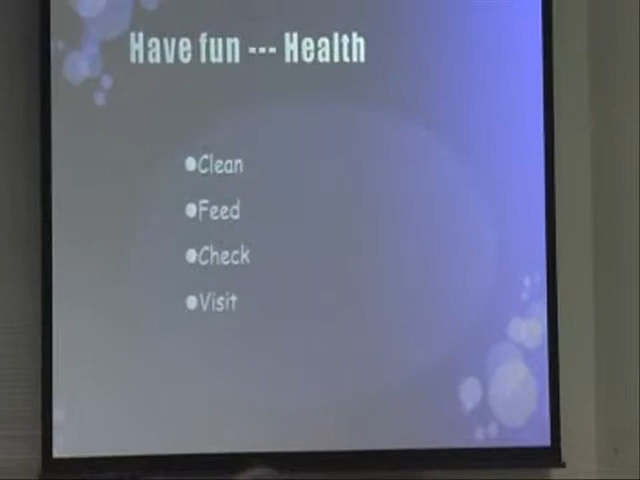 Have fun --- Health
•Clean
•Feed
•Check
•Visit